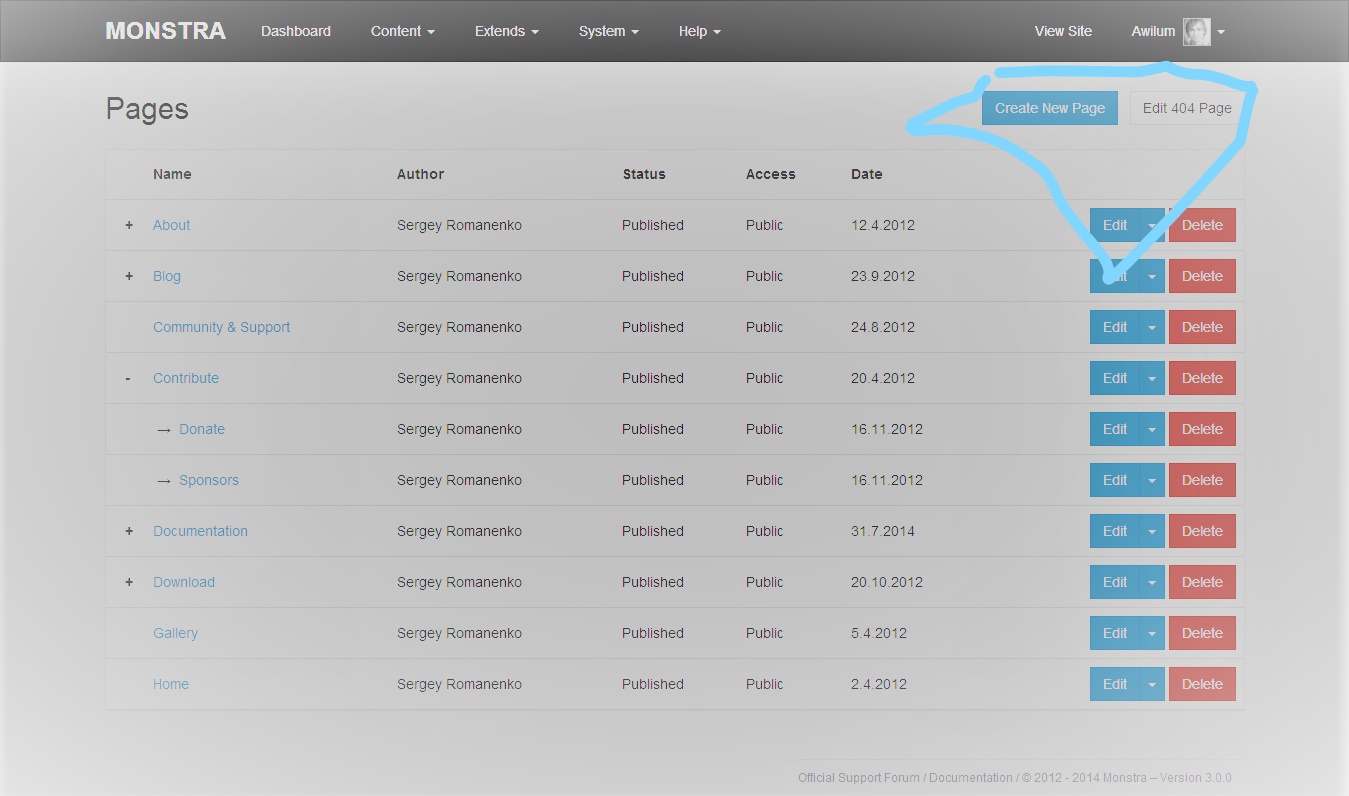 MONSTRA Dashboard Content Extends System Help View Site Awilum
Pages Create New Page Edit 404 Page
Name Author Status Access Date
+ About Sergey Romanenko Published Public 12.4.2012 Edit Delete
+ Blog Sergey Romanenko Published Public 23.9.2012 Edit Delete
Community & Support Sergey Romanenko Published Public 24.8.2012 Edit Delete
- Contribute Sergey Romanenko Published Public 20.4.2012 Edit Delete
→ Donate Sergey Romanenko Published Public 16.11.2012 Edit Delete
→ Sponsors Sergey Romanenko Published Public 16.11.2012 Edit Delete
+ Documentation Sergey Romanenko Published Public 31.7.2014 Edit Delete
+ Download Sergey Romanenko Published Public 20.10.2012 Edit Delete
Gallery Sergey Romanenko Published Public 5.4.2012 Edit Delete
Home Sergey Romanenko Published Public 2.4.2012 Edit Delete
Official Support Forum / Documentation / © 2012 - 2014 Monstra – Version 3.0.0